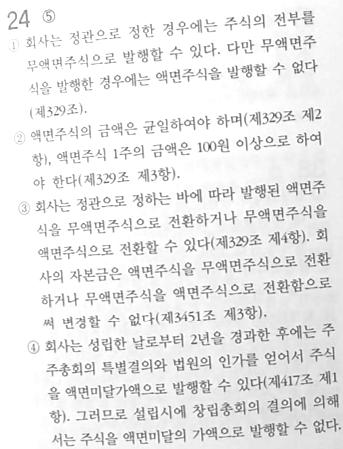 24 ⑤
① 회사는 정관으로 정한 경우에는 주식의 전부를
무액면주식으로 발행할 수 있다. 다만 무액면주
식을 발행한 경우에는 액면주식을 발행할 수 없다
(제329조).
② 액면주식의 금액은 균일하여야 하며(제329조 제2
항), 액면주식 1주의 금액은 100원 이상으로 하여
야 한다(제329조 제3항).
③ 회사는 정관으로 정하는 바에 따라 발행된 액면주
식을 무액면주식으로 전환하거나 무액면주식을
액면주식으로 전환할 수 있다(제329조 제4항). 회
사의 자본금은 액면주식을 무액면주식으로 전환
하거나 무액면주식을 액면주식으로 전환함으로
써 변경할 수 없다(제3451조 제3항).
④ 회사는 성립한 날로부터 2년을 경과한 후에는 주
주총회의 특별결의와 법원의 인가를 얻어서 주식
을 액면미달가액으로 발행할 수 있다(제417조 제1
항). 그러므로 설립시에 창립총회의 결의에 의해
서는 주식을 액면미달의 가액으로 발행할 수 없다.